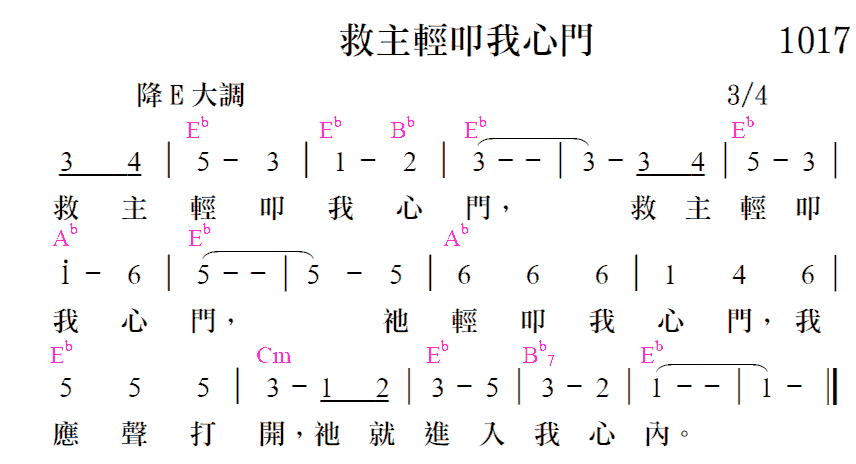 救主輕叩我心門 1017
降E大調 3/4
E♭ E♭ B♭ E♭ E♭
3 4 | 5 - 3 | 1 - 2 | 3 - - | 3 - 3 4 | 5 - 3 |
救 主 輕 叩 我 心 門， 救 主 輕 叩
A♭ E♭ A♭
i - 6 | 5 - - | 5 - 5 | 6 6 6 | 1 4 6 |
我 心 門， 祂 輕 叩 我 心 門，我
E♭ Cm E♭ B♭7 E♭
5 5 5 | 3 - 1 2 | 3 - 5 | 3 - 2 | 1 - - | 1 - ‖
應 聲 打 開，祂 就 進 入 我 心 內。